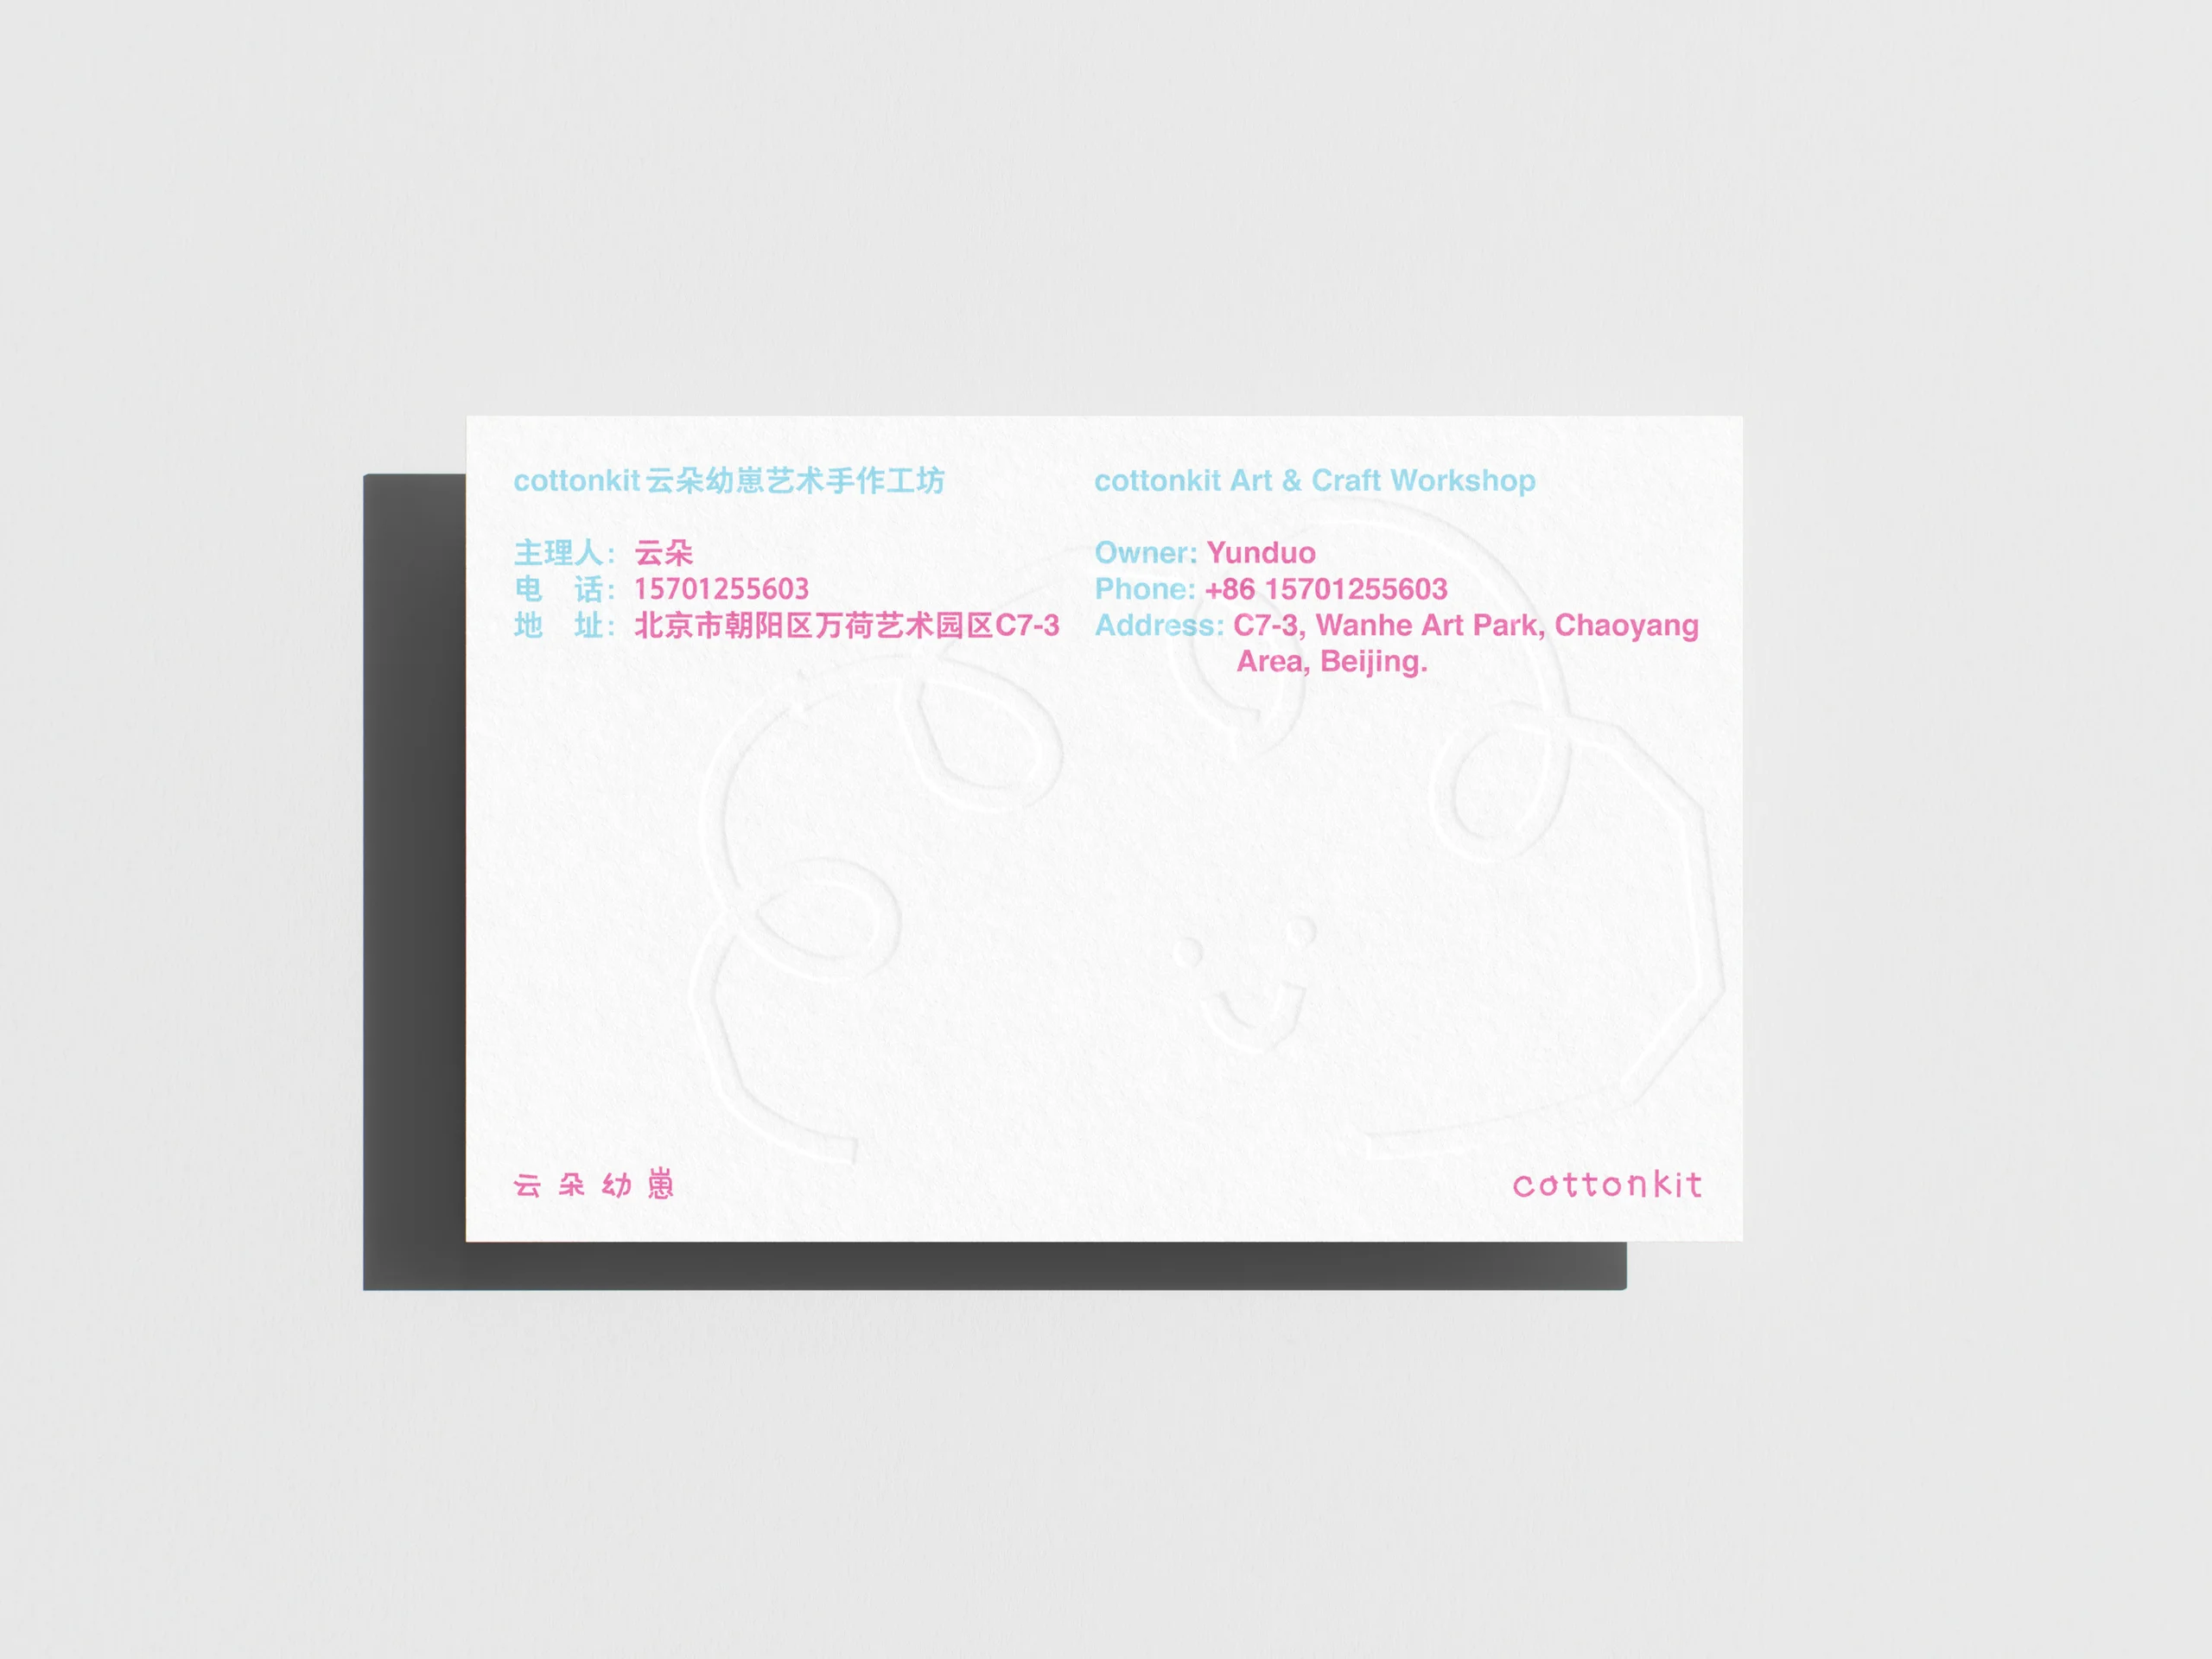 cottonkit 云朵幼崽艺术手作工坊
主理人： 云朵
电　话： 15701255603
地　址： 北京市朝阳区万荷艺术园区C7-3
cottonkit Art & Craft Workshop
Owner: Yunduo
Phone: +86 15701255603
Address: C7-3, Wanhe Art Park, Chaoyang
Area, Beijing.
云朵幼崽
cottonkit